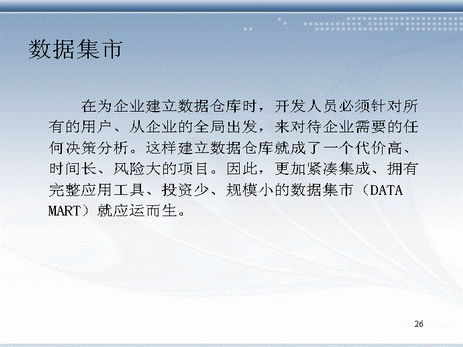 数据集市
在为企业建立数据仓库时，开发人员必须针对所
有的用户、从企业的全局出发，来对待企业需要的任
何决策分析。这样建立数据仓库就成了一个代价高、
时间长、风险大的项目。因此，更加紧凑集成、拥有
完整应用工具、投资少、规模小的数据集市（DATA
MART）就应运而生。
26